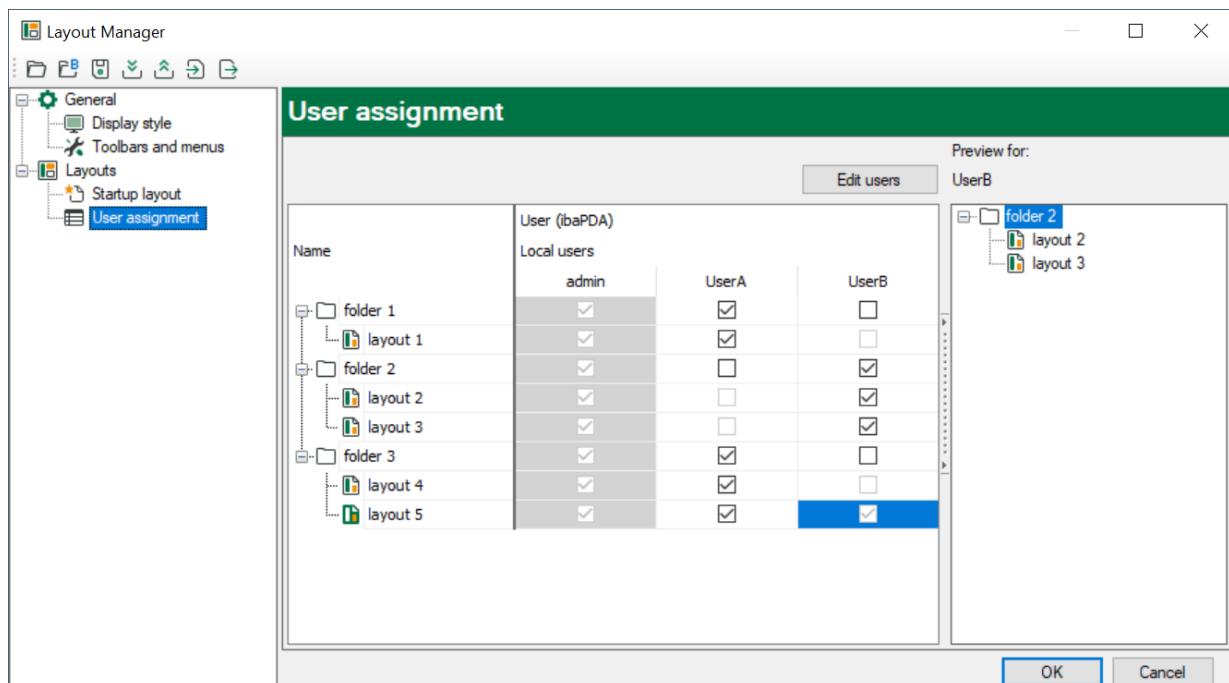 Layout Manager
General
Display style
Toolbars and menus
Layouts
Startup layout
User assignment
User assignment
Edit users
Preview for:
UserB
Name
User (ibaPDA)
Local users
admin UserA UserB
folder 1
layout 1
folder 2
layout 2
layout 3
folder 3
layout 4
layout 5
folder 2
layout 2
layout 3
OK Cancel